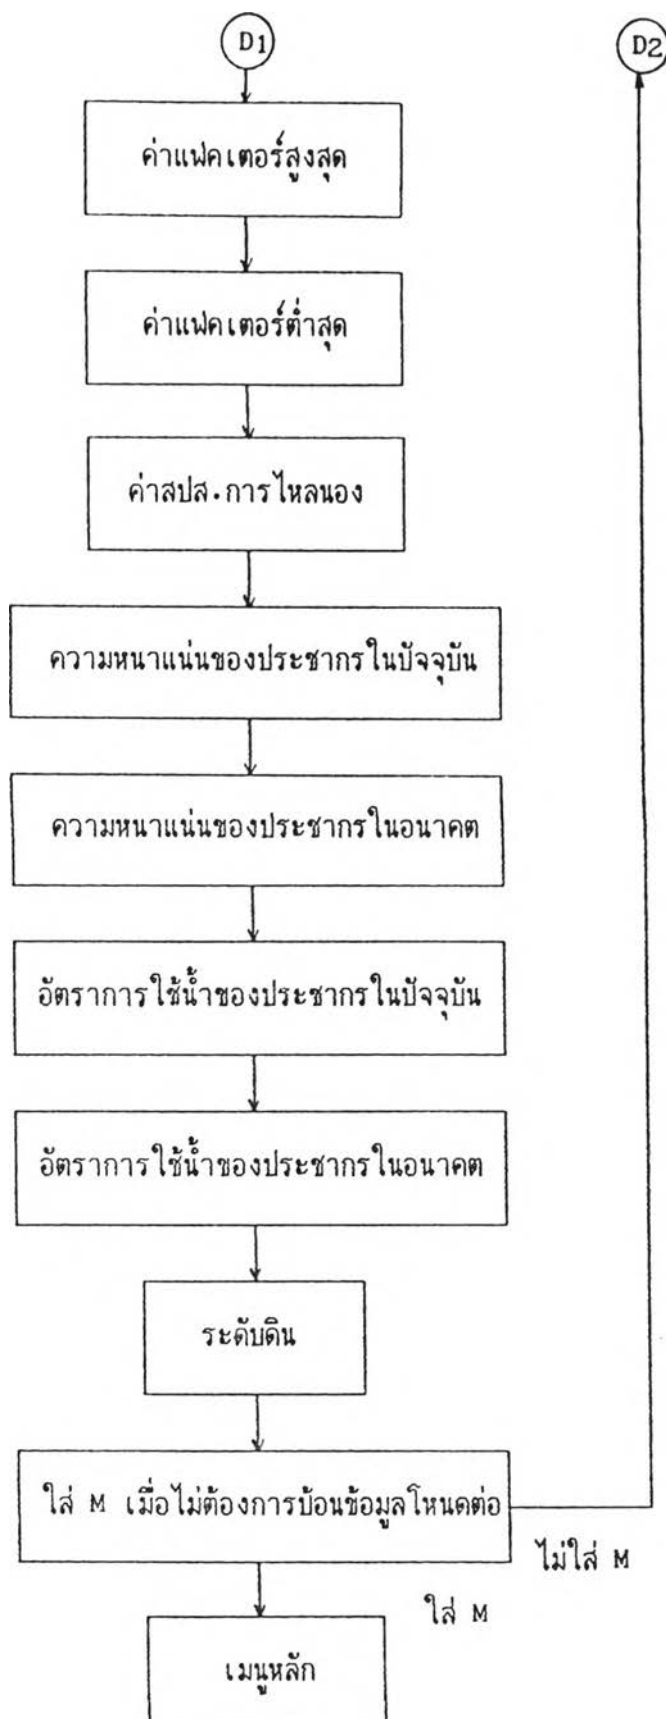 D1
D2
ค่าแฟคเตอร์สูงสุด
ค่าแฟคเตอร์ต่ำสุด
ค่าสปส.การไหลนอง
ความหนาแน่นของประชากรในปัจจุบัน
ความหนาแน่นของประชากรในอนาคต
อัตราการใช้น้ำของประชากรในปัจจุบัน
อัตราการใช้น้ำของประชากรในอนาคต
ระดับดิน
ใส่ M เมื่อไม่ต้องการป้อนข้อมูลโหนดต่อ
ไม่ใส่ M
ใส่ M
เมนูหลัก